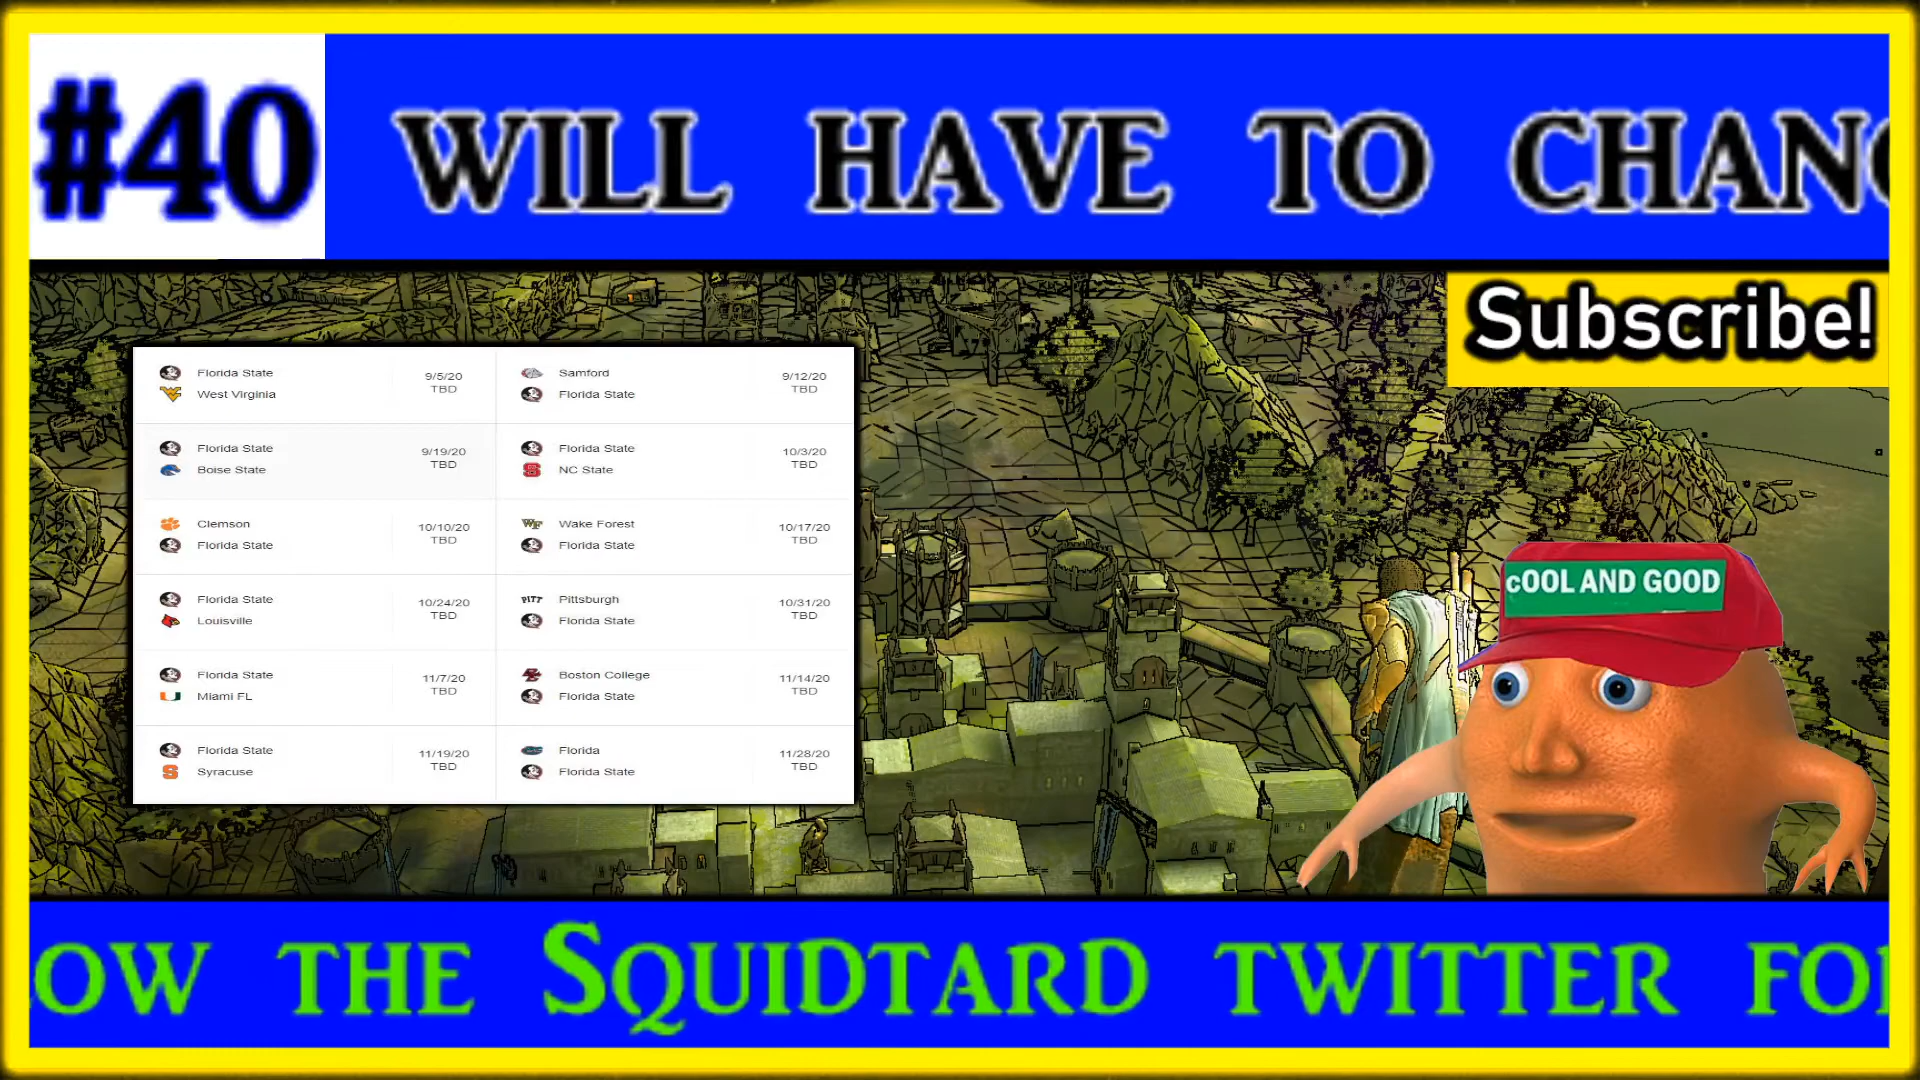 #40 WILL HAVE TO CHANG
Subscribe!
Florida State 9/5/20
West Virginia TBD
Samford 9/12/20
Florida State TBD
Florida State 9/19/20
Boise State TBD
Florida State 10/3/20
NC State TBD
Clemson 10/10/20
Florida State TBD
Wake Forest 10/17/20
Florida State TBD
Florida State 10/24/20
Louisville TBD
PITT Pittsburgh 10/31/20
Florida State TBD
Florida State 11/7/20
Miami FL TBD
Boston College 11/14/20
Florida State TBD
Florida State 11/19/20
Syracuse TBD
Florida 11/28/20
Florida State TBD
cOOL AND GOOD
OW THE SQUIDTARD TWITTER FO